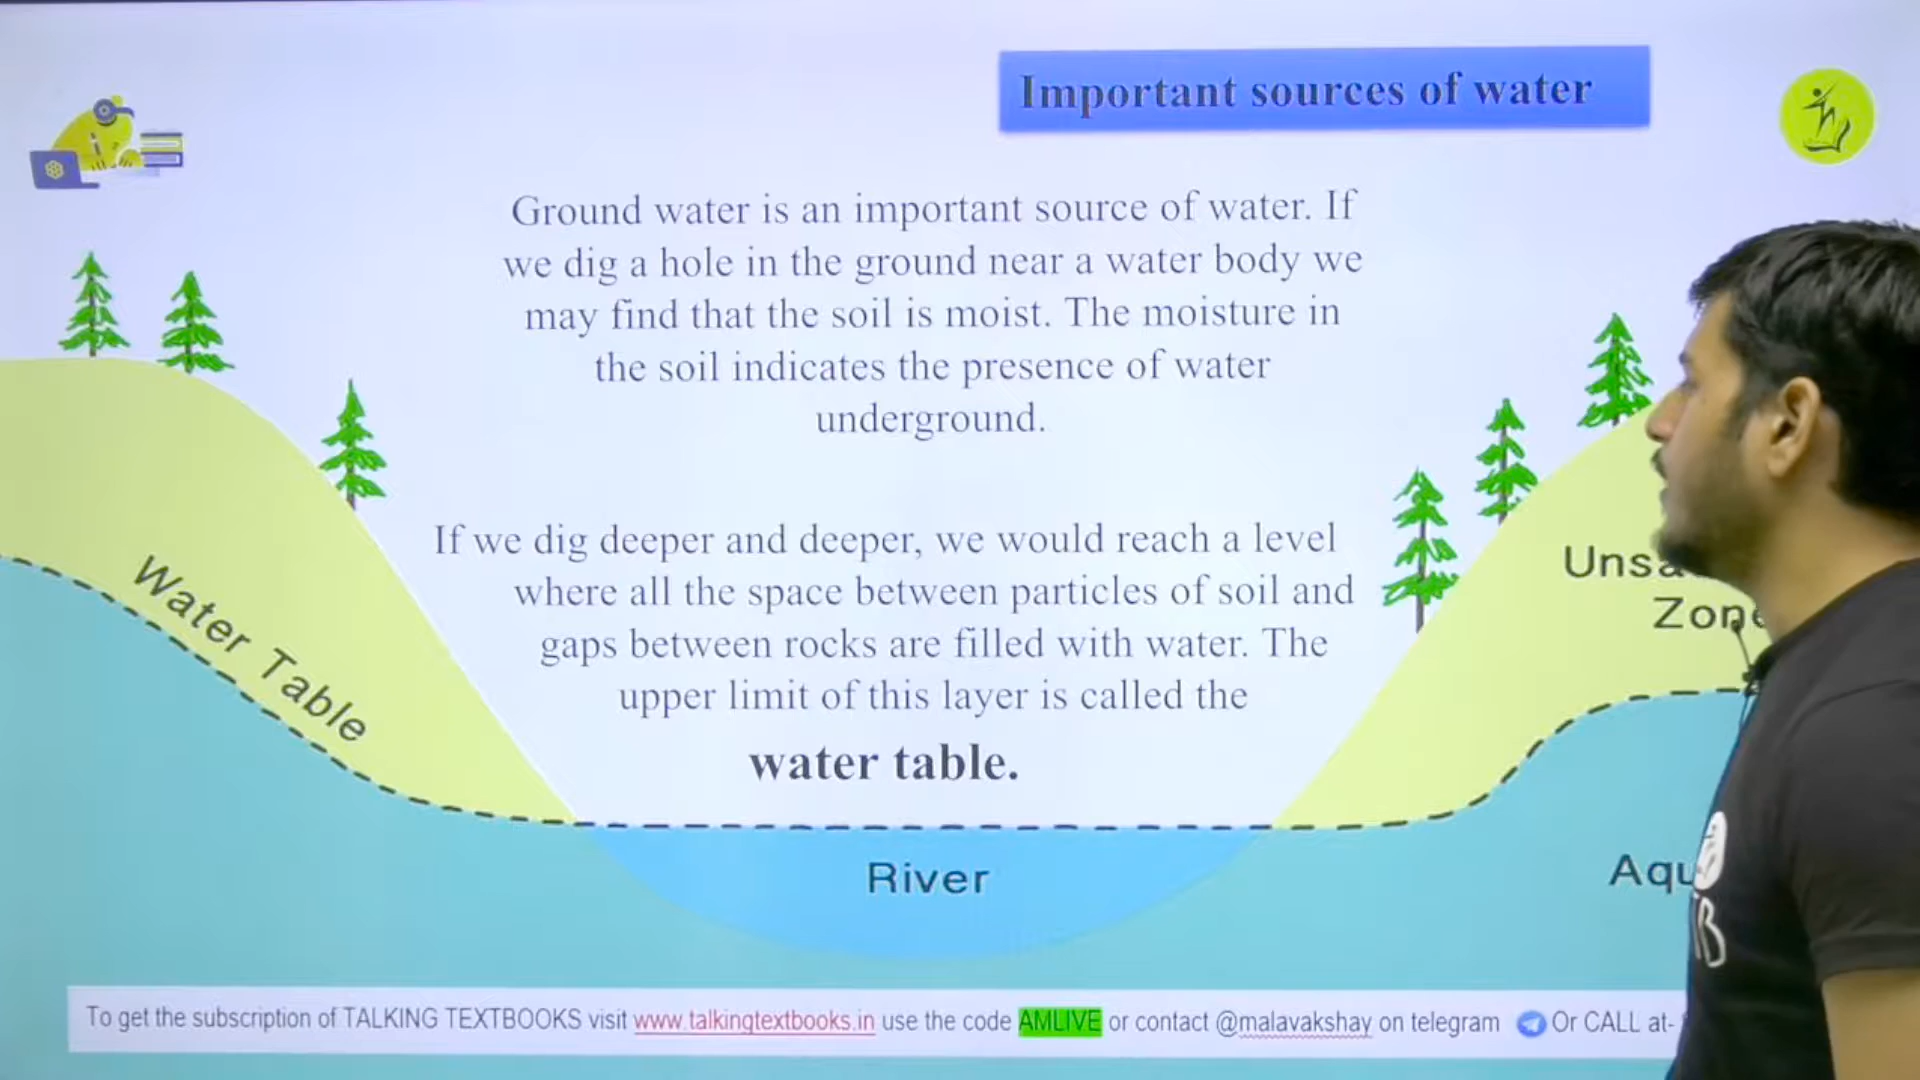 Important sources of water
Ground water is an important source of water. If
we dig a hole in the ground near a water body we
may find that the soil is moist. The moisture in
the soil indicates the presence of water
underground.
If we dig deeper and deeper, we would reach a level
where all the space between particles of soil and
gaps between rocks are filled with water. The
upper limit of this layer is called the
water table.
Water Table
River
To get the subscription of TALKING TEXTBOOKS visit www.talkingtextbooks.in use the code AMLIVE or contact @malavakshay on telegram Or CALL at-